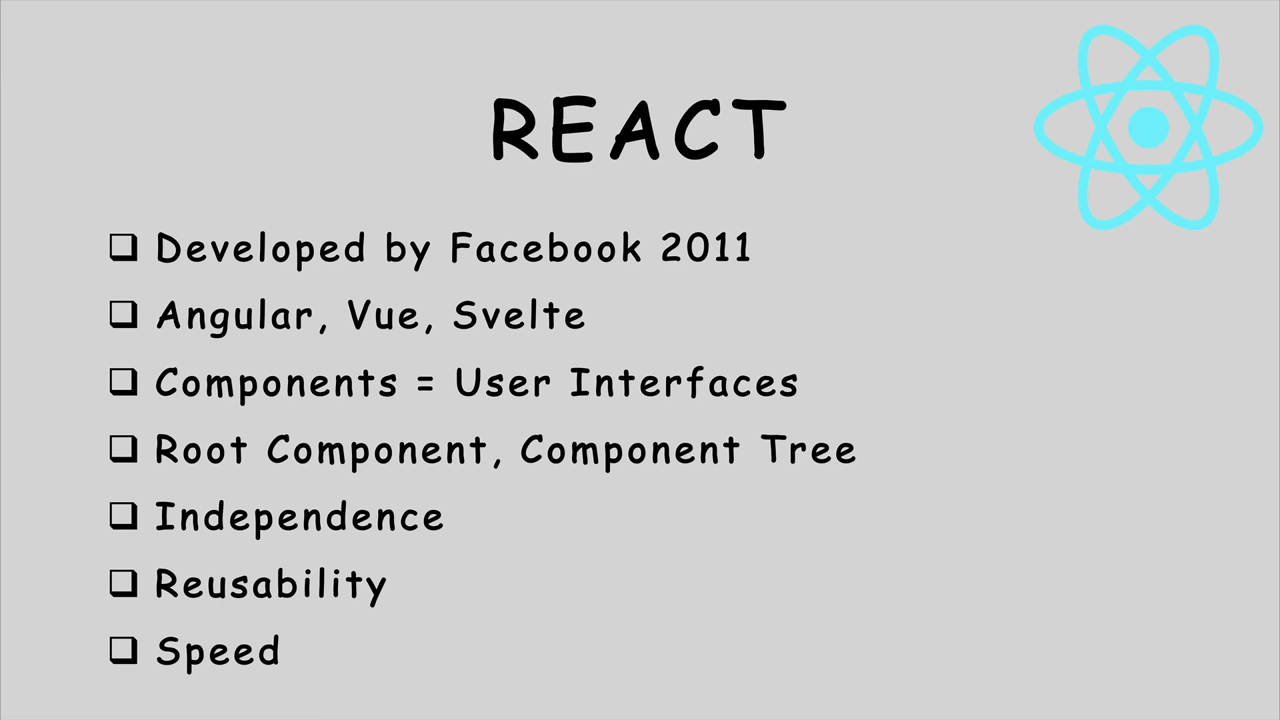 REACT
❑ Developed by Facebook 2011
❑ Angular, Vue, Svelte
❑ Components = User Interfaces
❑ Root Component, Component Tree
❑ Independence
❑ Reusability
❑ Speed